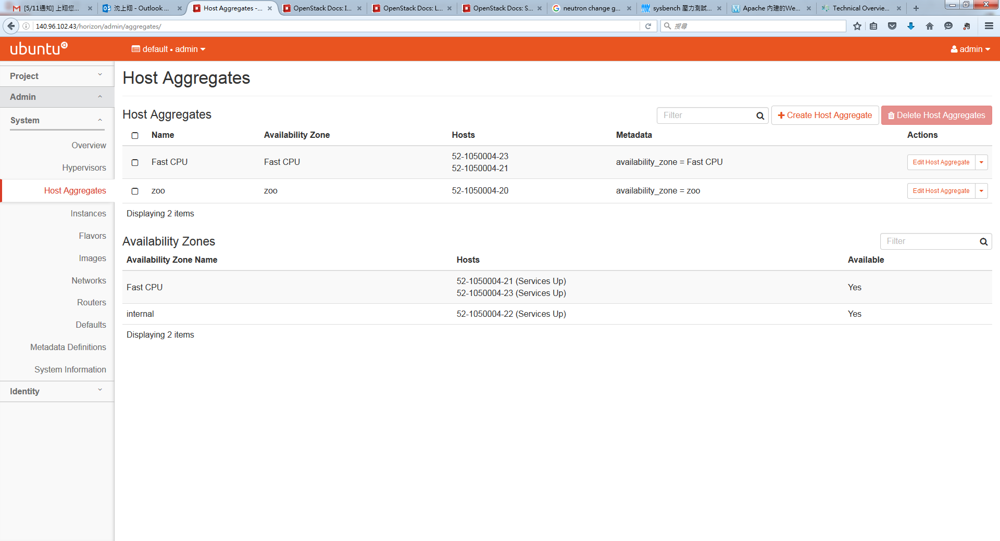 [5/11通知] 上翔您...
沈上翔 - Outlook ...
Host Aggregates -...
OpenStack Docs: I...
OpenStack Docs: L...
OpenStack Docs: S...
neutron change g...
sysbench 壓力測試...
Apache 內建的We...
Technical Overvie...
140.96.102.43/horizon/admin/aggregates/
搜尋
ubuntu
default • admin
admin
Project
Admin
System
Overview
Hypervisors
Host Aggregates
Instances
Flavors
Images
Networks
Routers
Defaults
Metadata Definitions
System Information
Identity
Host Aggregates
Host Aggregates
Filter
Create Host Aggregate
Delete Host Aggregates
Name Availability Zone Hosts Metadata Actions
Fast CPU Fast CPU 52-1050004-23 availability_zone = Fast CPU Edit Host Aggregate
52-1050004-21
zoo zoo 52-1050004-20 availability_zone = zoo Edit Host Aggregate
Displaying 2 items
Availability Zones
Filter
Availability Zone Name Hosts Available
Fast CPU 52-1050004-21 (Services Up) Yes
52-1050004-23 (Services Up)
internal 52-1050004-22 (Services Up) Yes
Displaying 2 items